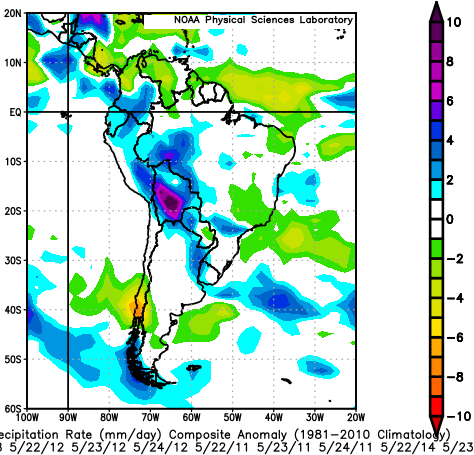 NOAA Physical Sciences Laboratory
20N
10N
EQ
10S
20S
30S
40S
50S
60S
100W 90W 80W 70W 60W 50W 40W 30W 20W
10
8
6
4
2
0
-2
-4
-6
-8
-10
ecipitation Rate (mm/day) Composite Anomaly (1981-2010 Climatology)
5/22/12 5/23/12 5/24/12 5/22/11 5/23/11 5/24/11 5/22/14 5/23